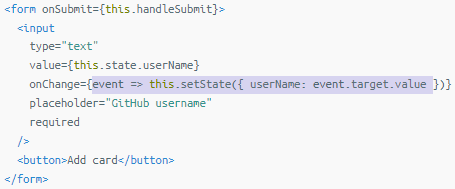 <form onSubmit={this.handleSubmit}>
<input
type="text"
value={this.state.userName}
onChange={event => this.setState({ userName: event.target.value })}
placeholder="GitHub username"
required
/>
<button>Add card</button>
</form>